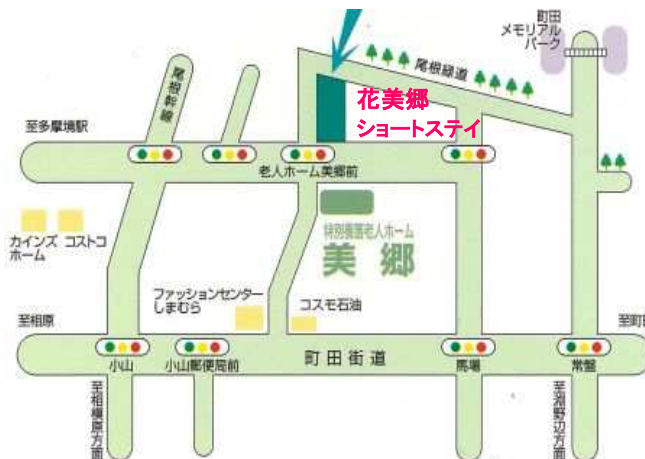 町田
メモリアル
パーク
尾根緑道
尾根幹線
花美郷
ショートステイ
至多摩境駅
老人ホーム美郷前
特別養護老人ホーム
美郷
カインズ
ホーム
コストコ
ファッションセンター
しまむら
コスモ石油
至相原
至町田
小山
小山郵便局前
町田街道
馬場
常盤
至相模原方面
至淵野辺方面